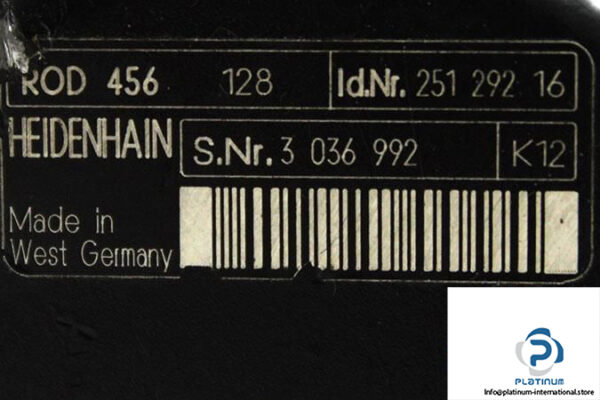 ROD 456 128 Id.Nr. 251 292 16
HEIDENHAIN S.Nr. 3 036 992 K12
Made in
West Germany
PLATINUM
info@platinum-international.store